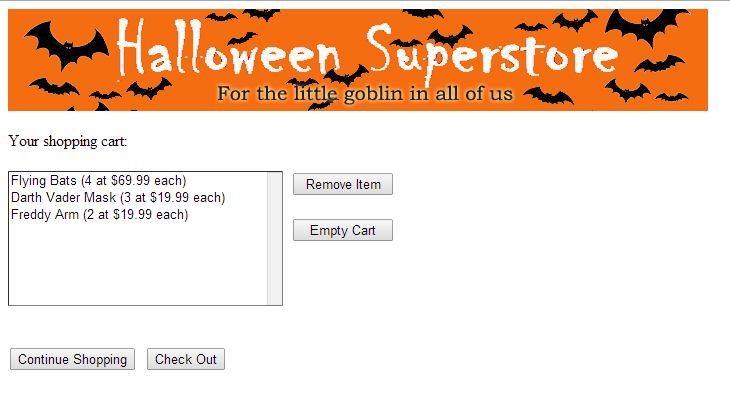 Halloween Superstore
For the little goblin in all of us
Your shopping cart:
Flying Bats (4 at $69.99 each)
Darth Vader Mask (3 at $19.99 each)
Freddy Arm (2 at $19.99 each)
Remove Item
Empty Cart
Continue Shopping
Check Out